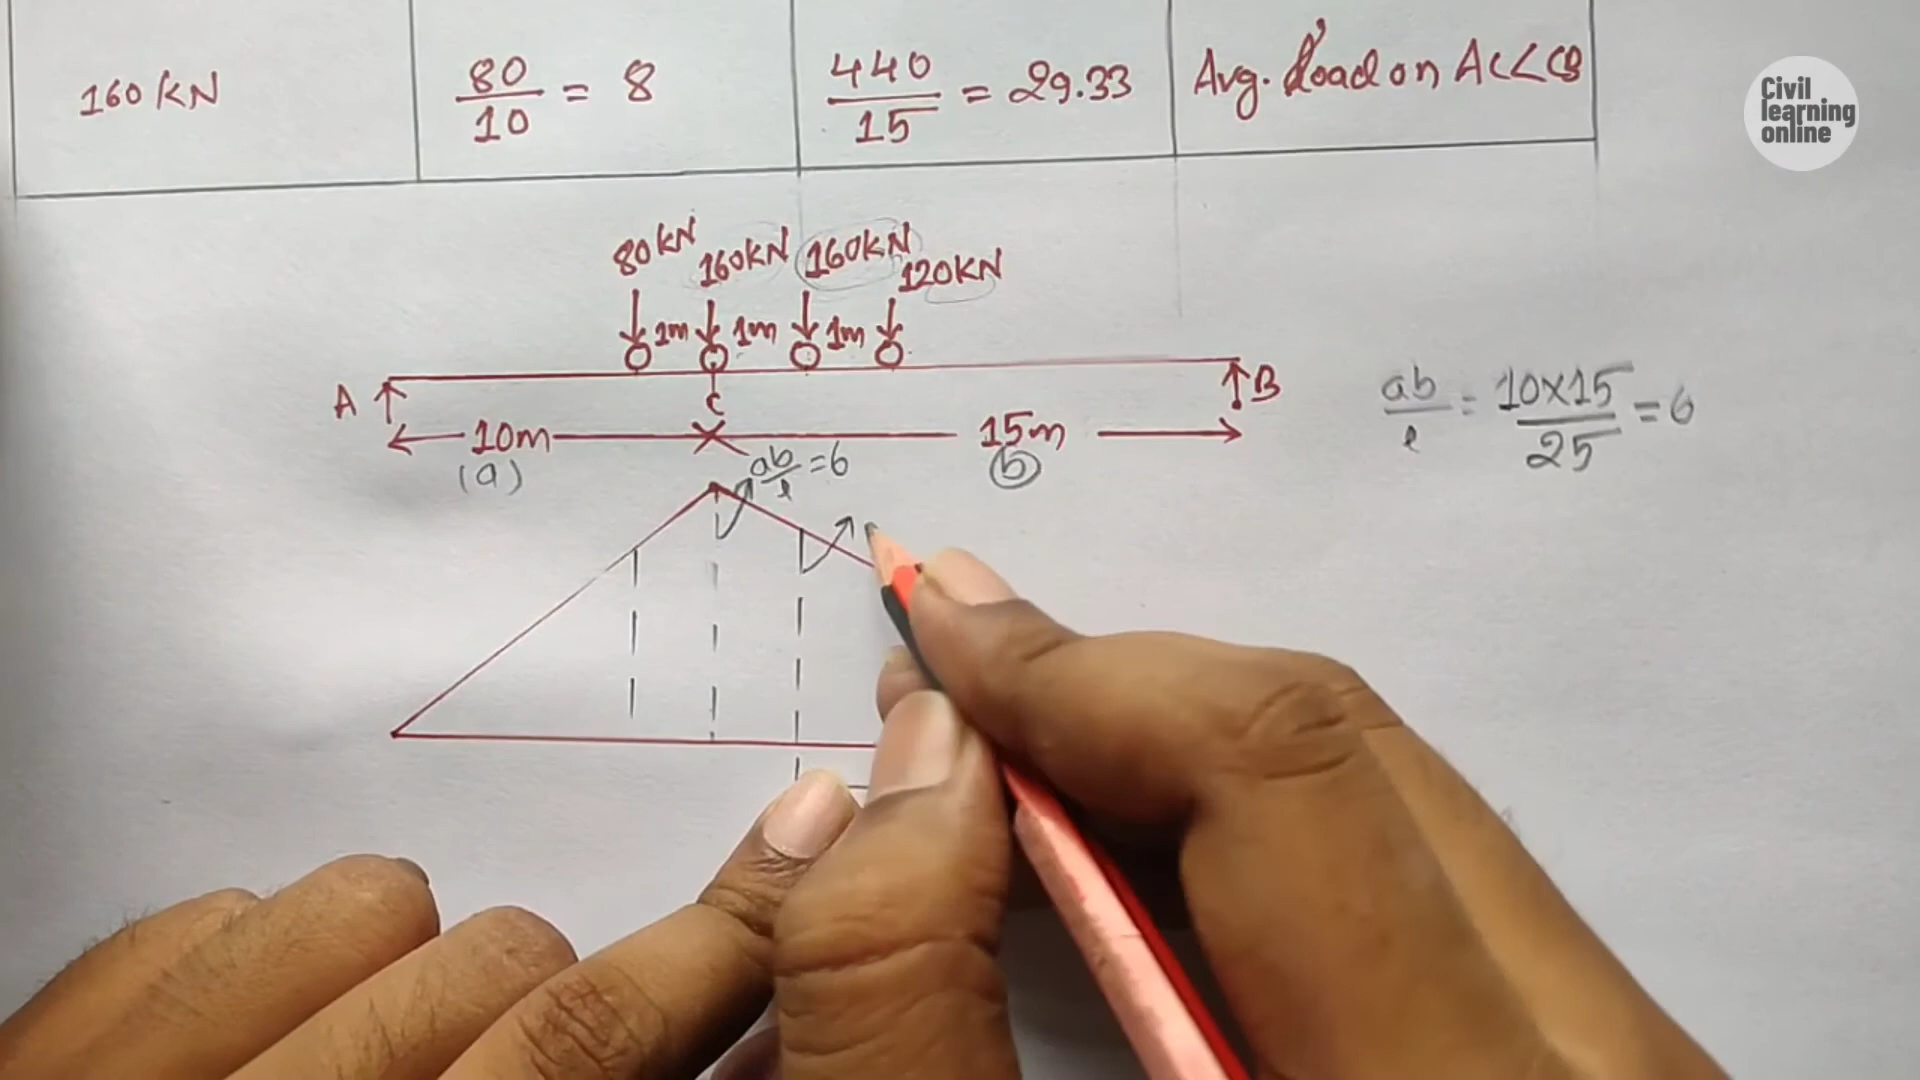 160 KN
80/10 = 8
440/15 = 29.33
Avg. load on AC < CB
Civil learning online
80KN
160KN
160KN
120KN
1m
1m
1m
A
C
B
10m
15m
(a)
b
ab/l = 6
ab/l = 10×15/25 = 6